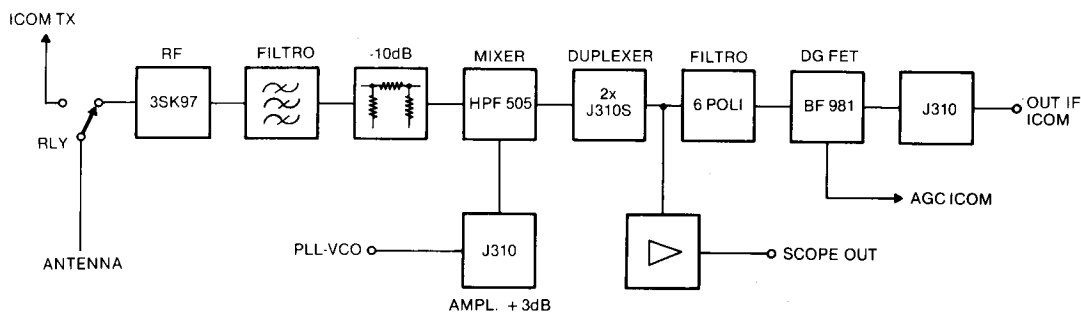 ICOM TX
RF
FILTRO
-10dB
MIXER
DUPLEXER
FILTRO
DG FET
3SK97
HPF 505
2x
J310S
6 POLI
BF 981
J310
OUT IF
ICOM
RLY
AGC ICOM
PLL-VCO
J310
SCOPE OUT
ANTENNA
AMPL. + 3dB